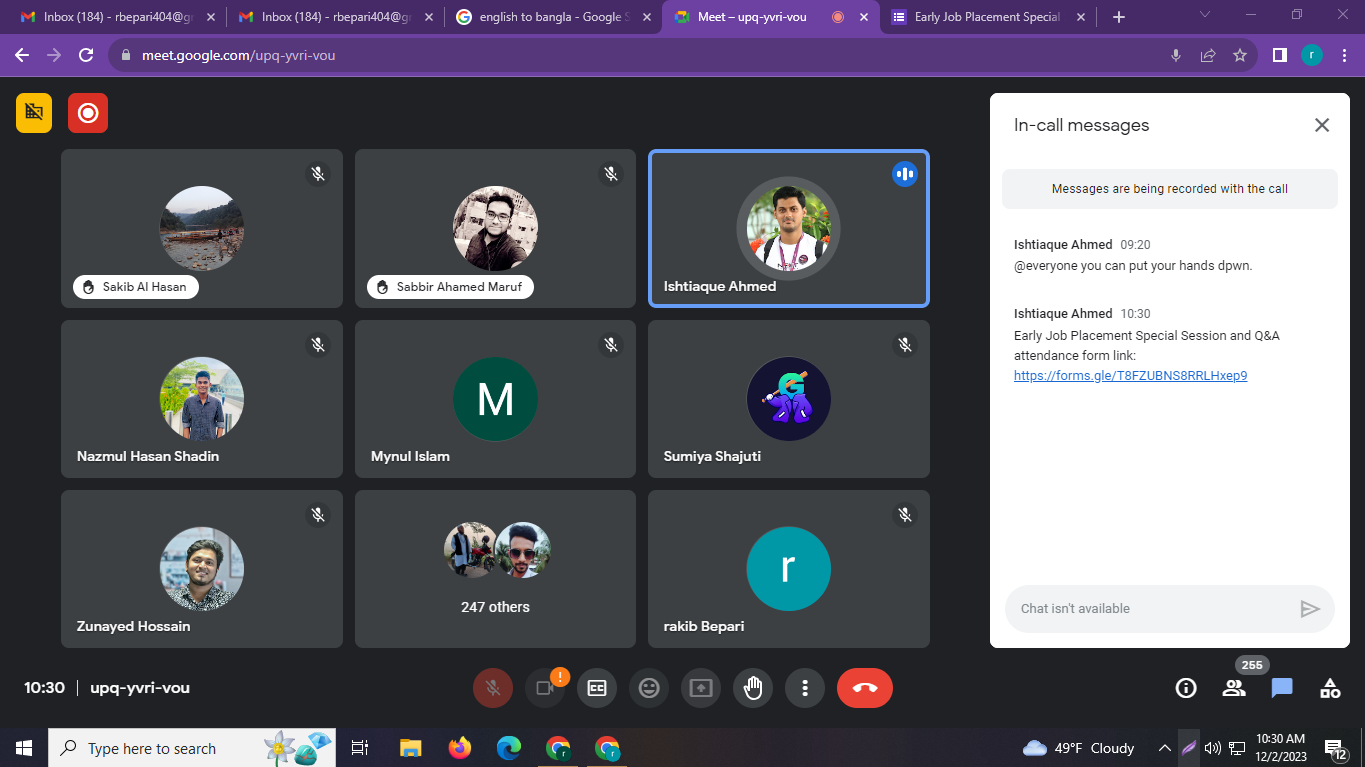 Inbox (184) - rbepari404@gr
Inbox (184) - rbepari404@gr
english to bangla - Google S
Meet – upq-yvri-vou
Early Job Placement Special
meet.google.com/upq-yvri-vou
r
In-call messages
Messages are being recorded with the call
Ishtiaque Ahmed 09:20
@everyone you can put your hands dpwn.
Ishtiaque Ahmed 10:30
Early Job Placement Special Session and Q&A
attendance form link:
https://forms.gle/T8FZUBNS8RRLHxep9
Chat isn't available
Sakib Al Hasan
Sabbir Ahamed Maruf
Ishtiaque Ahmed
Nazmul Hasan Shadin
M
Mynul Islam
G
Sumiya Shajuti
Zunayed Hossain
247 others
r
rakib Bepari
10:30 | upq-yvri-vou
!
CC
255
Type here to search
r
r
49°F Cloudy
10:30 AM
12/2/2023
12